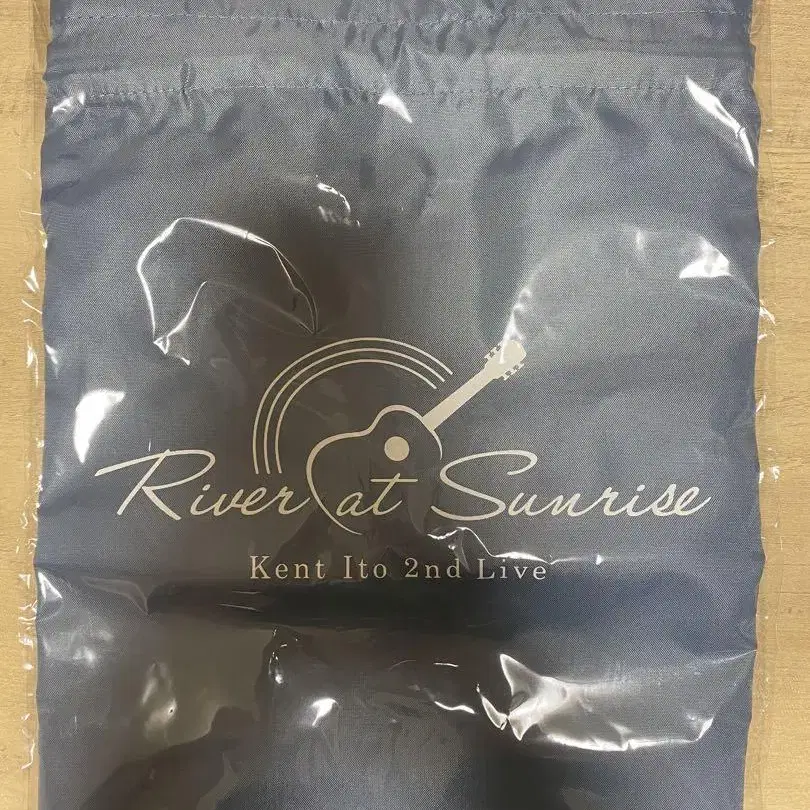 River at Sunrise
Kent Ito 2nd Live